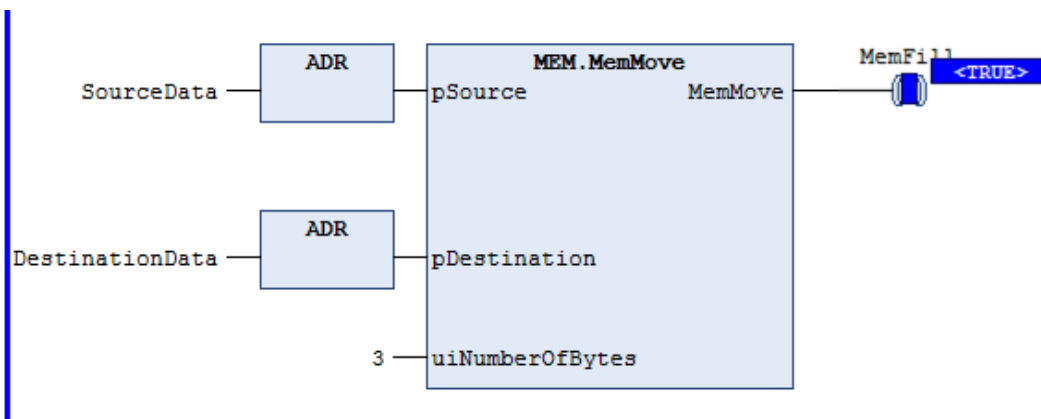 ADR
MEM.MemMove
MemFill
<TRUE>
SourceData
pSource
MemMove
ADR
DestinationData
pDestination
3
uiNumberOfBytes